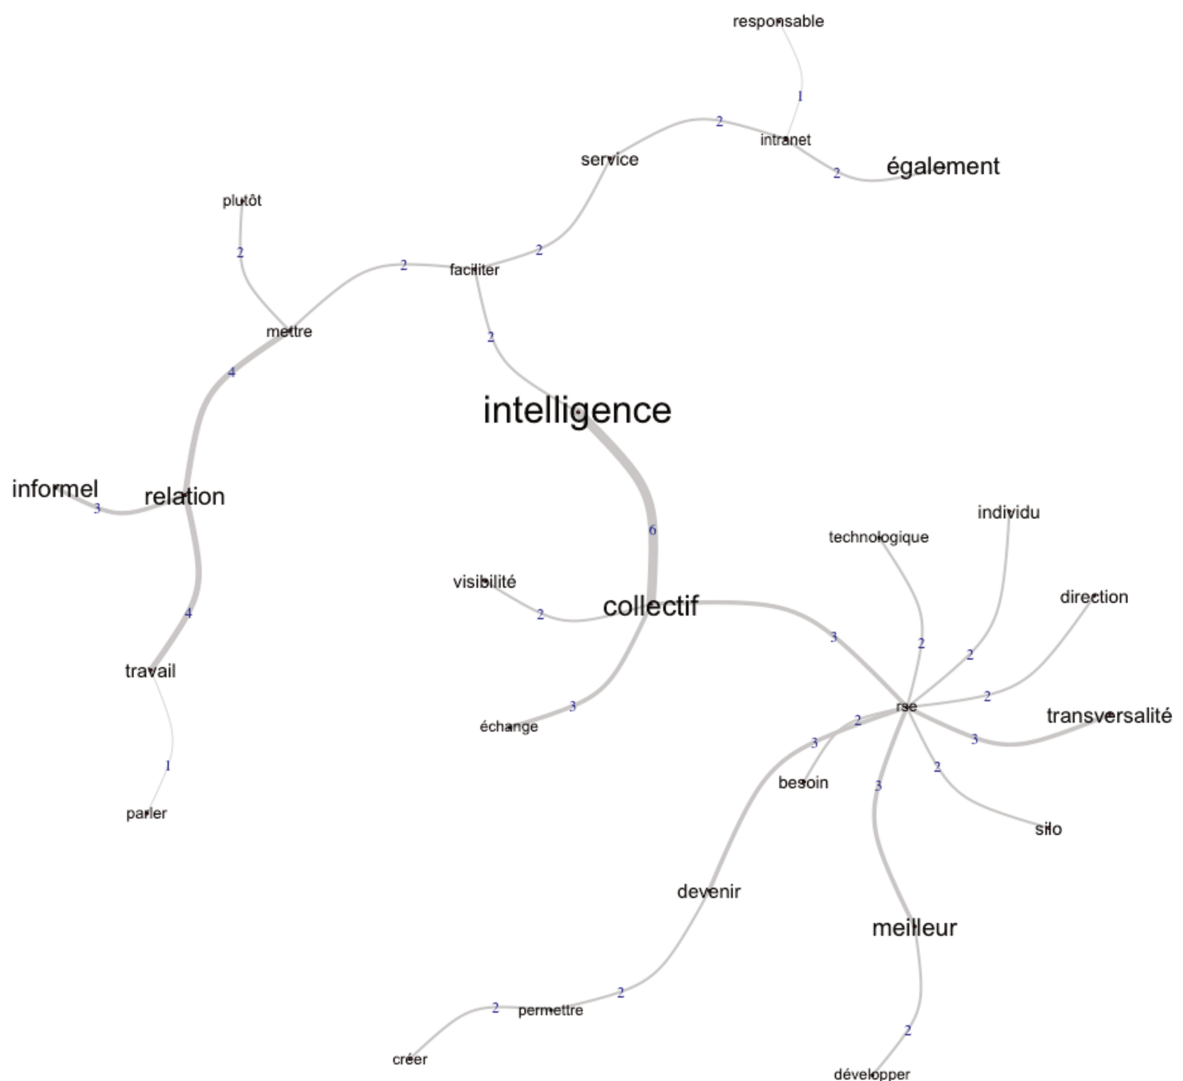 responsable
1
2
intranet
service
également
2
plutôt
2
2
2
faciliter
mettre
2
4
intelligence
informel
relation
3
individu
6
technologique
visibilité
direction
collectif
2
4
3
2
2
travail
2
rse
3
transversalité
2
échange
3
3
1
2
besoin
3
parler
silo
devenir
meilleur
2
2
permettre
2
créer
développer